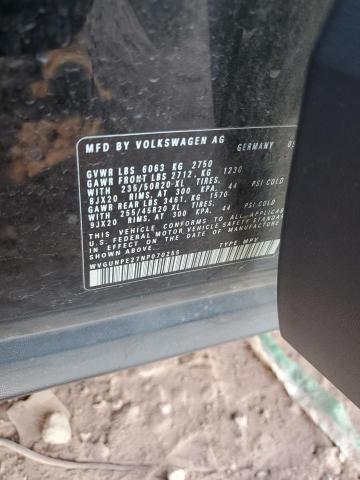 MFD BY VOLKSWAGEN AG GERMANY
GVWR LBS 6063 KG 2750
GAWR FRONT LBS 2712, KG 1230
WITH 235/50R20-XL TIRES,
8JX20 RIMS, AT 300 KPA, 44 PSI COLD
GAWR REAR LBS 3461, KG 1570
WITH 255/45R20-XL TIRES,
9JX20 RIMS, AT 300 KPA, 44 PSI COLD
THIS VEHICLE CONFORMS TO ALL APPLICABLE
U.S. FEDERAL MOTOR VEHICLE SAFETY
STANDARDS IN EFFECT ON THE DATE OF MANUFACTURE
SHOWN ABOVE.
WVGUNPE27NP070256 TYPE: MPV